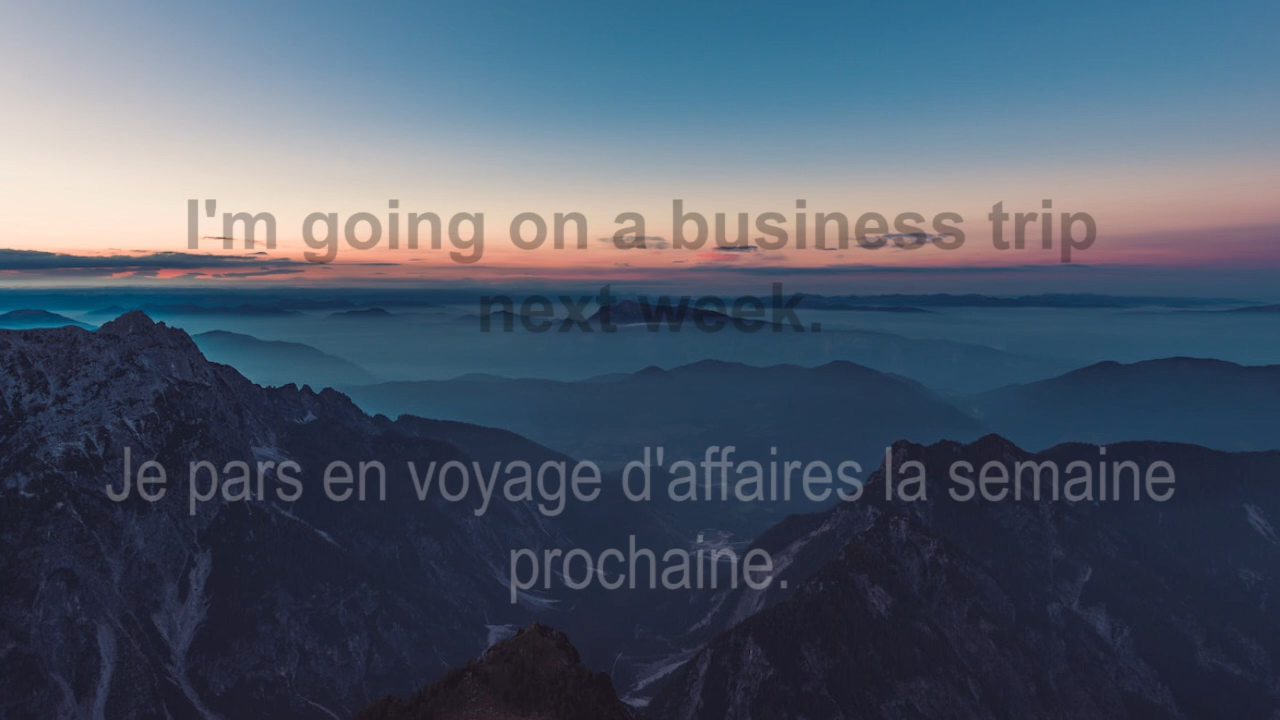 I'm going on a business trip
next week.
Je pars en voyage d'affaires la semaine
prochaine.